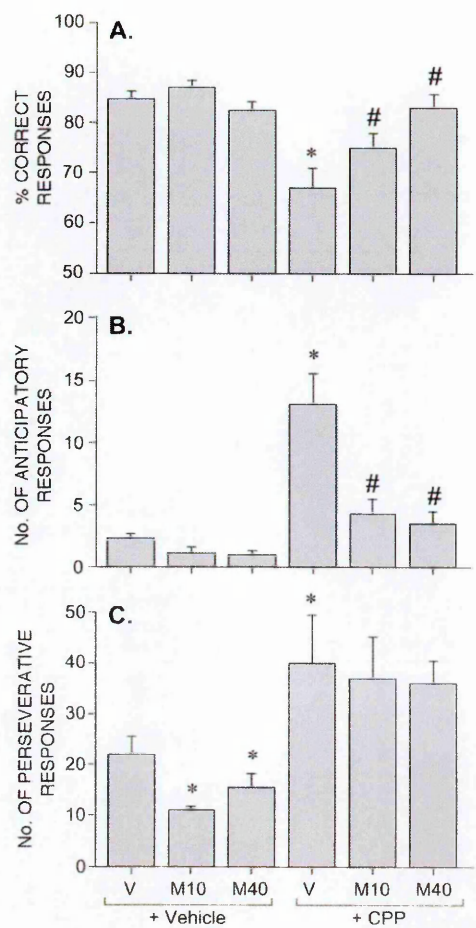 A.
100
90
80
70
60
50
% CORRECT
RESPONSES
*
#
#
B.
20
15
10
5
0
No. OF ANTICIPATORY
RESPONSES
*
#
#
C.
50
40
30
20
10
0
No. OF PERSEVERATIVE
RESPONSES
*
*
*
V M10 M40 V M10 M40
+ Vehicle + CPP